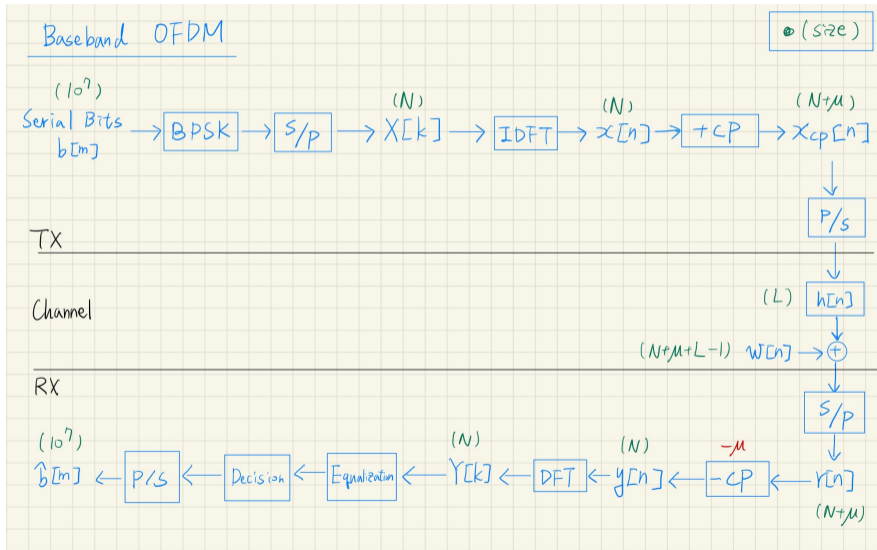 Baseband OFDM
• (size)
(10⁷)
(N)
(N)
(N+μ)
Serial Bits
b[m]
BPSK
S/P
X[k]
IDFT
x[n]
+CP
x_CP[n]
P/S
TX
Channel
(L)
h[n]
(N+μ+L-1)
W[n]
+
RX
S/P
(10⁷)
(N)
(N)
-μ
b̂[m]
P/S
Decision
Equalization
Y[k]
DFT
y[n]
-CP
r[n]
(N+μ)